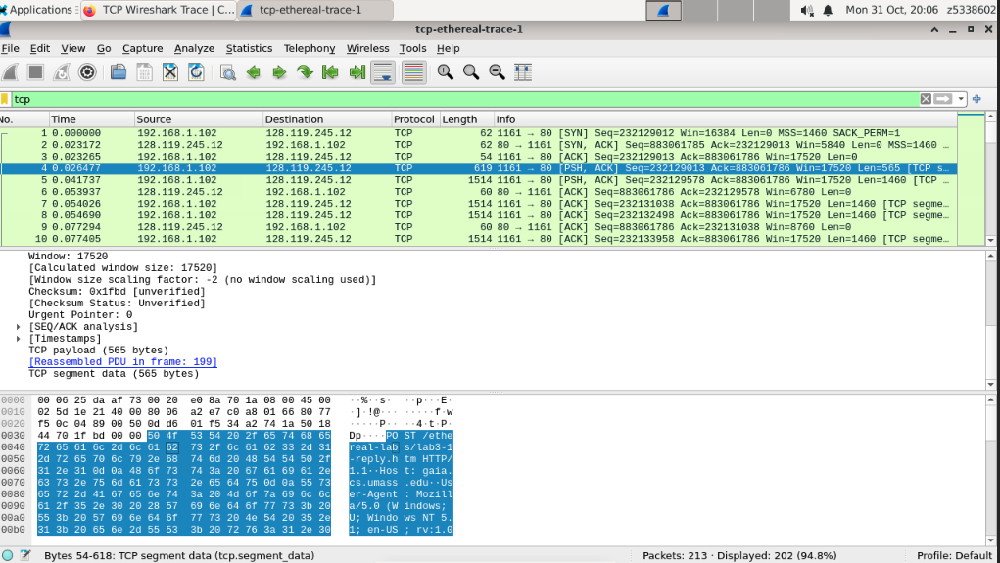 Applications : TCP Wireshark Trace | C... tcp-ethereal-trace-1 Mon 31 Oct, 20:06 z5338602
tcp-ethereal-trace-1
File Edit View Go Capture Analyze Statistics Telephony Wireless Tools Help
tcp
No. Time Source Destination Protocol Length Info
1 0.000000 192.168.1.102 128.119.245.12 TCP 62 1161 → 80 [SYN] Seq=232129012 Win=16384 Len=0 MSS=1460 SACK_PERM=1
2 0.023172 128.119.245.12 192.168.1.102 TCP 62 80 → 1161 [SYN, ACK] Seq=883061785 Ack=232129013 Win=5840 Len=0 MSS=1460 …
3 0.023265 192.168.1.102 128.119.245.12 TCP 54 1161 → 80 [ACK] Seq=232129013 Ack=883061786 Win=17520 Len=0
4 0.026477 192.168.1.102 128.119.245.12 TCP 619 1161 → 80 [PSH, ACK] Seq=232129013 Ack=883061786 Win=17520 Len=565 [TCP s…
5 0.041737 192.168.1.102 128.119.245.12 TCP 1514 1161 → 80 [PSH, ACK] Seq=232129578 Ack=883061786 Win=17520 Len=1460 [TCP …
6 0.053937 128.119.245.12 192.168.1.102 TCP 60 80 → 1161 [ACK] Seq=883061786 Ack=232129578 Win=6780 Len=0
7 0.054026 192.168.1.102 128.119.245.12 TCP 1514 1161 → 80 [ACK] Seq=232131038 Ack=883061786 Win=17520 Len=1460 [TCP segme…
8 0.054690 192.168.1.102 128.119.245.12 TCP 1514 1161 → 80 [ACK] Seq=232132498 Ack=883061786 Win=17520 Len=1460 [TCP segme…
9 0.077294 128.119.245.12 192.168.1.102 TCP 60 80 → 1161 [ACK] Seq=883061786 Ack=232131038 Win=8760 Len=0
10 0.077405 192.168.1.102 128.119.245.12 TCP 1514 1161 → 80 [ACK] Seq=232133958 Ack=883061786 Win=17520 Len=1460 [TCP segme…
Window: 17520
[Calculated window size: 17520]
[Window size scaling factor: -2 (no window scaling used)]
Checksum: 0x1fbd [unverified]
[Checksum Status: Unverified]
Urgent Pointer: 0
[SEQ/ACK analysis]
[Timestamps]
TCP payload (565 bytes)
[Reassembled PDU in frame: 199]
TCP segment data (565 bytes)
0000 00 06 25 da af 73 00 20 e0 8a 70 1a 08 00 45 00 ··%··s·  ··p···E·
0010 02 5d 1e 21 40 00 80 06 a2 e7 c0 a8 01 66 80 77 ·]·!@··· ·····f·w
0020 f5 0c 04 89 00 50 0d d6 01 f5 34 a2 74 1a 50 18 ·····P·· ··4·t·P·
0030 44 70 1f bd 00 00 50 4f 53 54 20 2f 65 74 68 65 Dp····PO ST /ethe
0040 72 65 61 6c 2d 6c 61 62 73 2f 6c 61 62 33 2d 31 real-lab s/lab3-1
0050 2d 72 65 70 6c 79 2e 68 74 6d 20 48 54 54 50 2f -reply.h tm HTTP/
0060 31 2e 31 0d 0a 48 6f 73 74 3a 20 67 61 69 61 2e 1.1··Hos t: gaia.
0070 63 73 2e 75 6d 61 73 73 2e 65 64 75 0d 0a 55 73 cs.umass .edu··Us
0080 65 72 2d 41 67 65 6e 74 3a 20 4d 6f 7a 69 6c 6c er-Agent : Mozill
0090 61 2f 35 2e 30 20 28 57 69 6e 64 6f 77 73 3b 20 a/5.0 (W indows;
00a0 55 3b 20 57 69 6e 64 6f 77 73 20 4e 54 20 35 2e U; Windo ws NT 5.
00b0 31 3b 20 65 6e 2d 55 53 3b 20 72 76 3a 31 2e 30 1; en-US ; rv:1.0
Bytes 54-618: TCP segment data (tcp.segment_data) Packets: 213 · Displayed: 202 (94.8%) Profile: Default